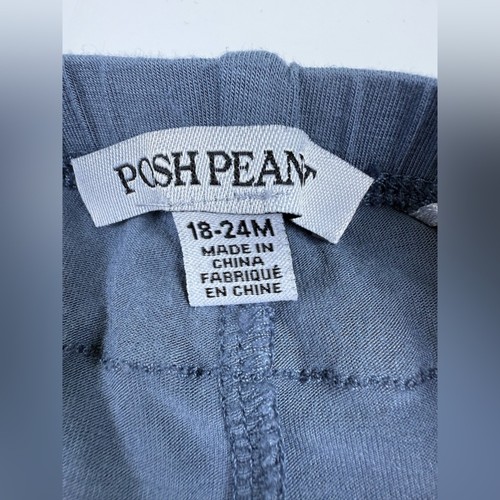 POSH PEAN
18-24M
MADE IN
CHINA
FABRIQUÉ
EN CHINE